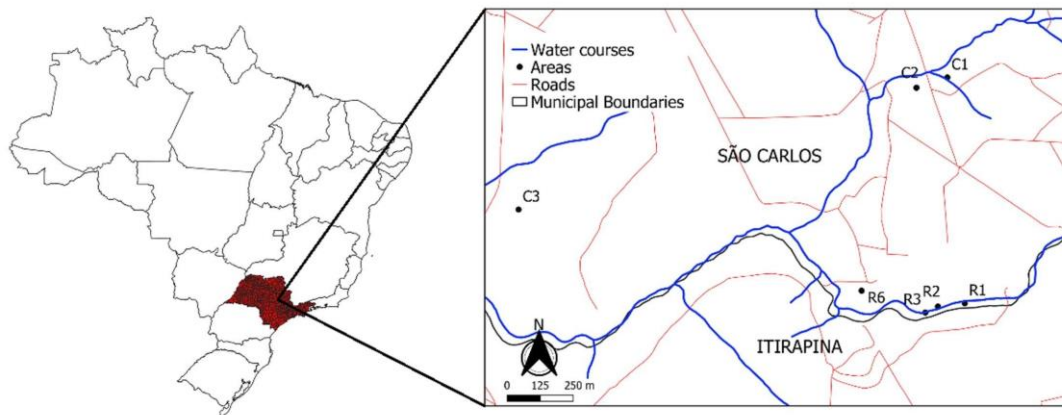 Water courses
Areas
Roads
Municipal Boundaries
C1
C2
SÃO CARLOS
C3
R6
R3
R2
R1
ITIRAPINA
N
0 125 250 m